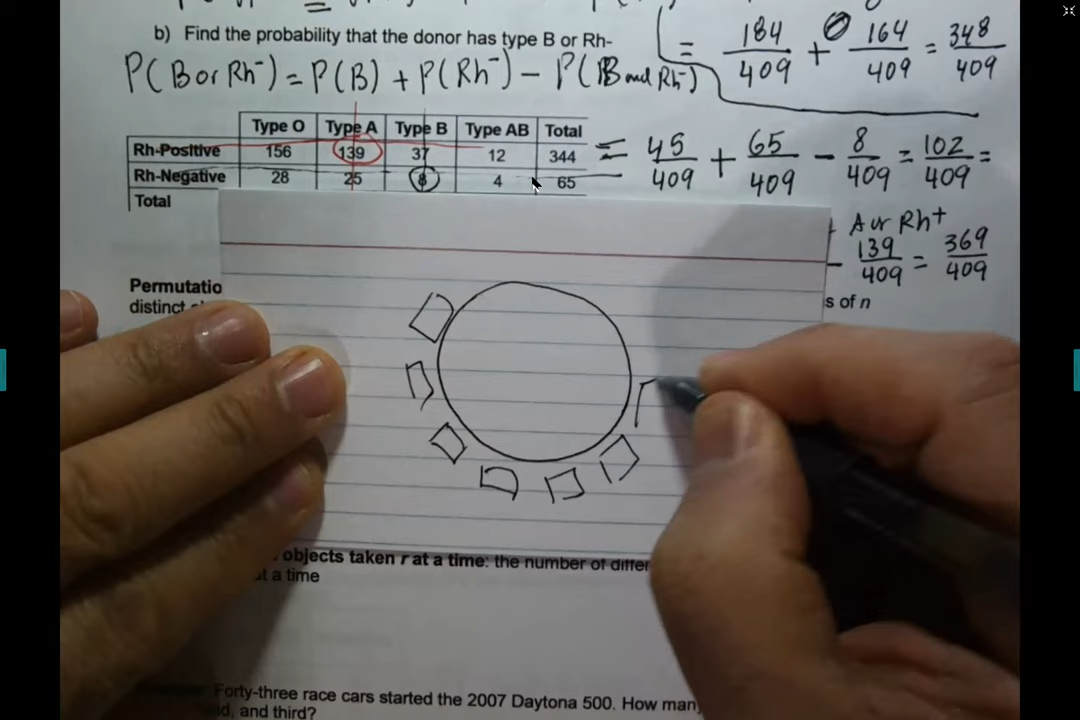 b) Find the probability that the donor has type B or Rh-
= 184/409 + 0 164/409 = 348/409
P(B or Rh⁻) = P(B) + P(Rh⁻) - P(B and Rh⁻)
Type O Type A Type B Type AB Total
Rh-Positive 156 139 37 12 344
Rh-Negative 28 25 8 4 65
Total
= 45/409 + 65/409 - 8/409 = 102/409 =
A or Rh+
- 139/409 = 369/409
Permutatio
distinct
s of n
objects taken r at a time: the number of differ
at a time
Forty-three race cars started the 2007 Daytona 500. How man
nd, and third?